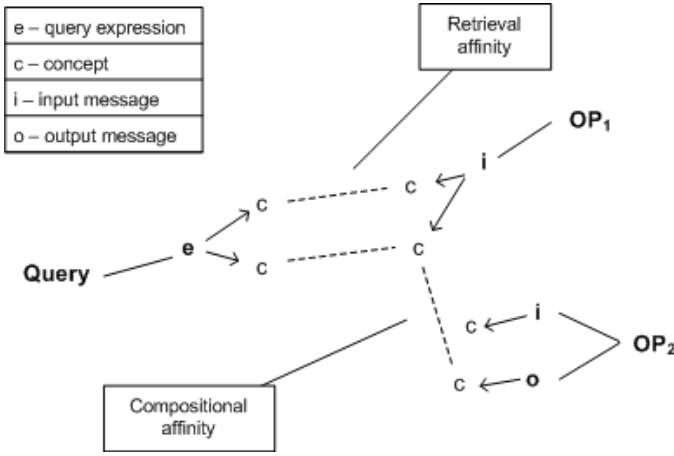 e – query expression
c – concept
i – input message
o – output message
Retrieval
affinity
OP₁
i
c
c
e
c
c
Query
c
i
OP₂
c
o
Compositional
affinity